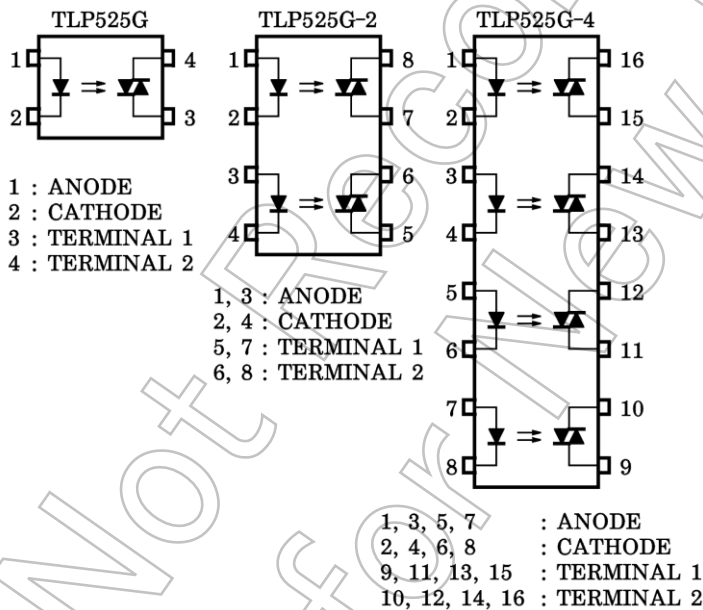 TLP525G
1
2
4
3
1 : ANODE
2 : CATHODE
3 : TERMINAL 1
4 : TERMINAL 2
TLP525G-2
1
2
3
4
8
7
6
5
1, 3 : ANODE
2, 4 : CATHODE
5, 7 : TERMINAL 1
6, 8 : TERMINAL 2
TLP525G-4
1
2
3
4
5
6
7
8
16
15
14
13
12
11
10
9
1, 3, 5, 7 : ANODE
2, 4, 6, 8 : CATHODE
9, 11, 13, 15 : TERMINAL 1
10, 12, 14, 16 : TERMINAL 2
Not Recom
for New